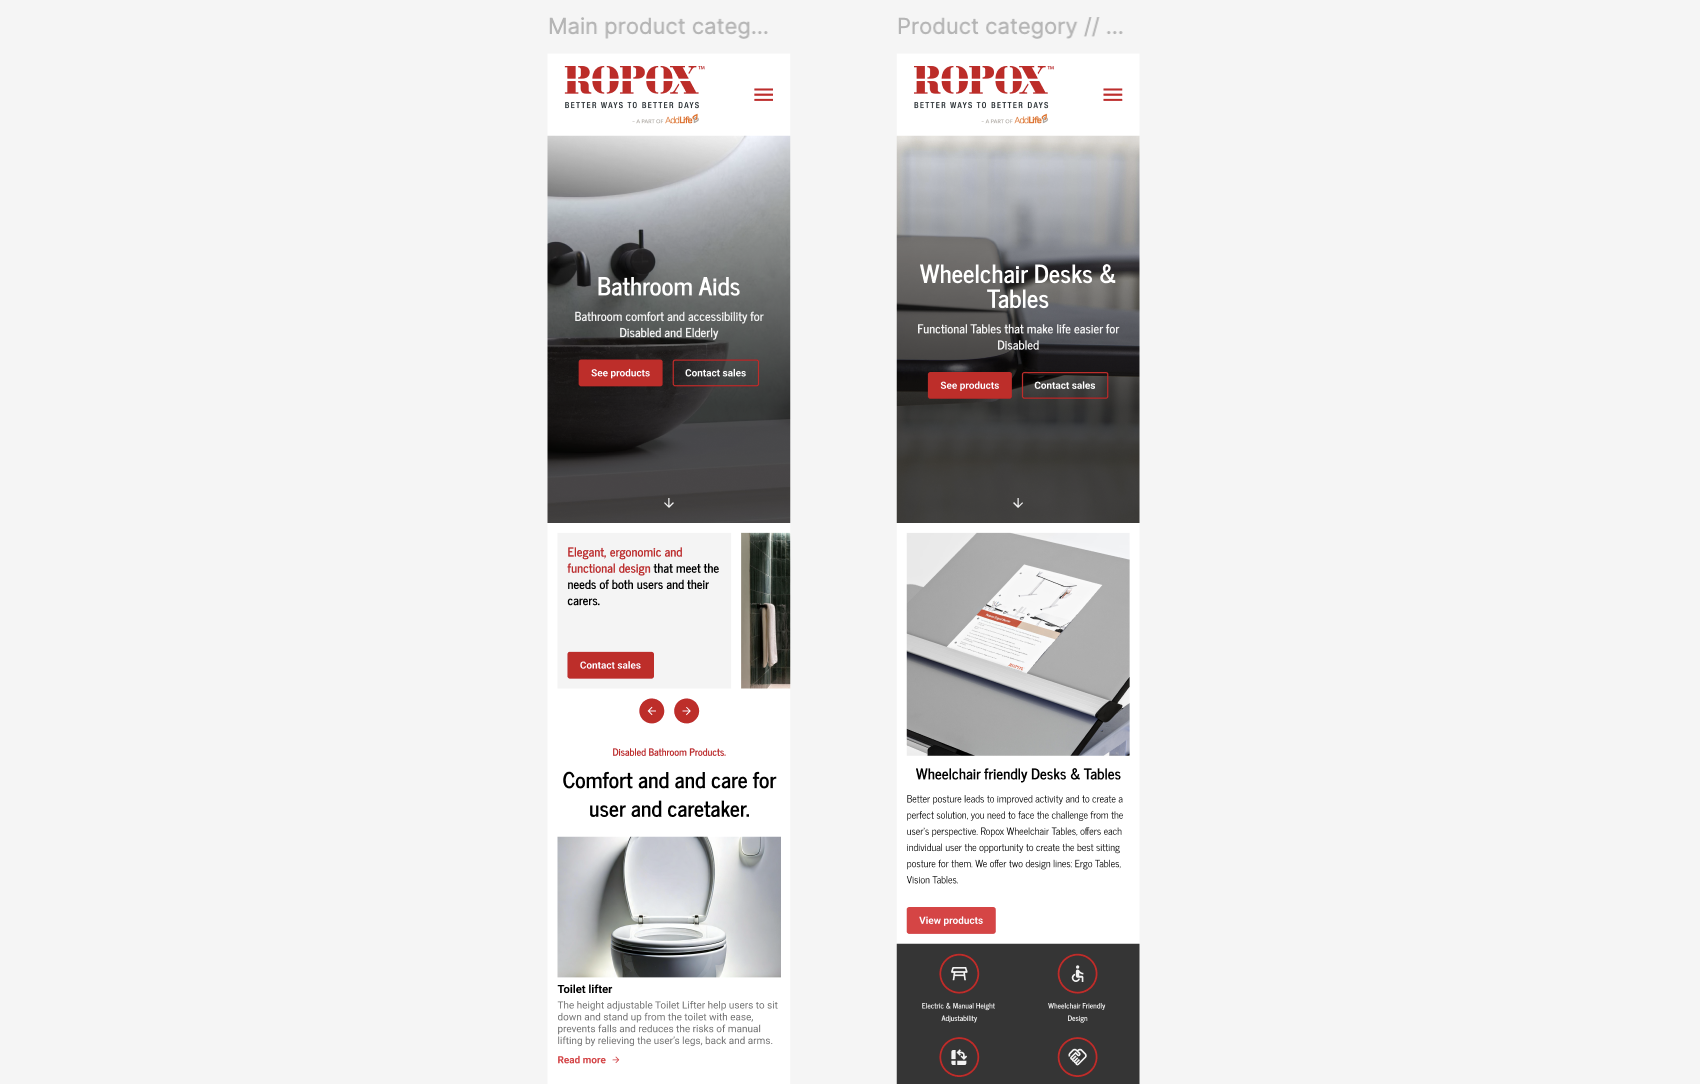 Main product categ...
ROPOX™
BETTER WAYS TO BETTER DAYS
- A PART OF AddLife
Bathroom Aids
Bathroom comfort and accessibility for
Disabled and Elderly
See products
Contact sales
Elegant, ergonomic and
functional design that meet the
needs of both users and their
carers.
Contact sales
Disabled Bathroom Products.
Comfort and and care for
user and caretaker.
Toilet lifter
The height adjustable Toilet Lifter help users to sit
down and stand up from the toilet with ease,
prevents falls and reduces the risks of manual
lifting by relieving the user's legs, back and arms.
Read more
Product category // ...
ROPOX™
BETTER WAYS TO BETTER DAYS
- A PART OF AddLife
Wheelchair Desks &
Tables
Functional Tables that make life easier for
Disabled
See products
Contact sales
ROPOX
Wheelchair friendly Desks & Tables
Better posture leads to improved activity and to create a
perfect solution, you need to face the challenge from the
user's perspective. Ropox Wheelchair Tables, offers each
individual user the opportunity to create the best sitting
posture for them. We offer two design lines: Ergo Tables,
Vision Tables.
View products
Electric & Manual Height
Adjustability
Wheelchair Friendly
Design